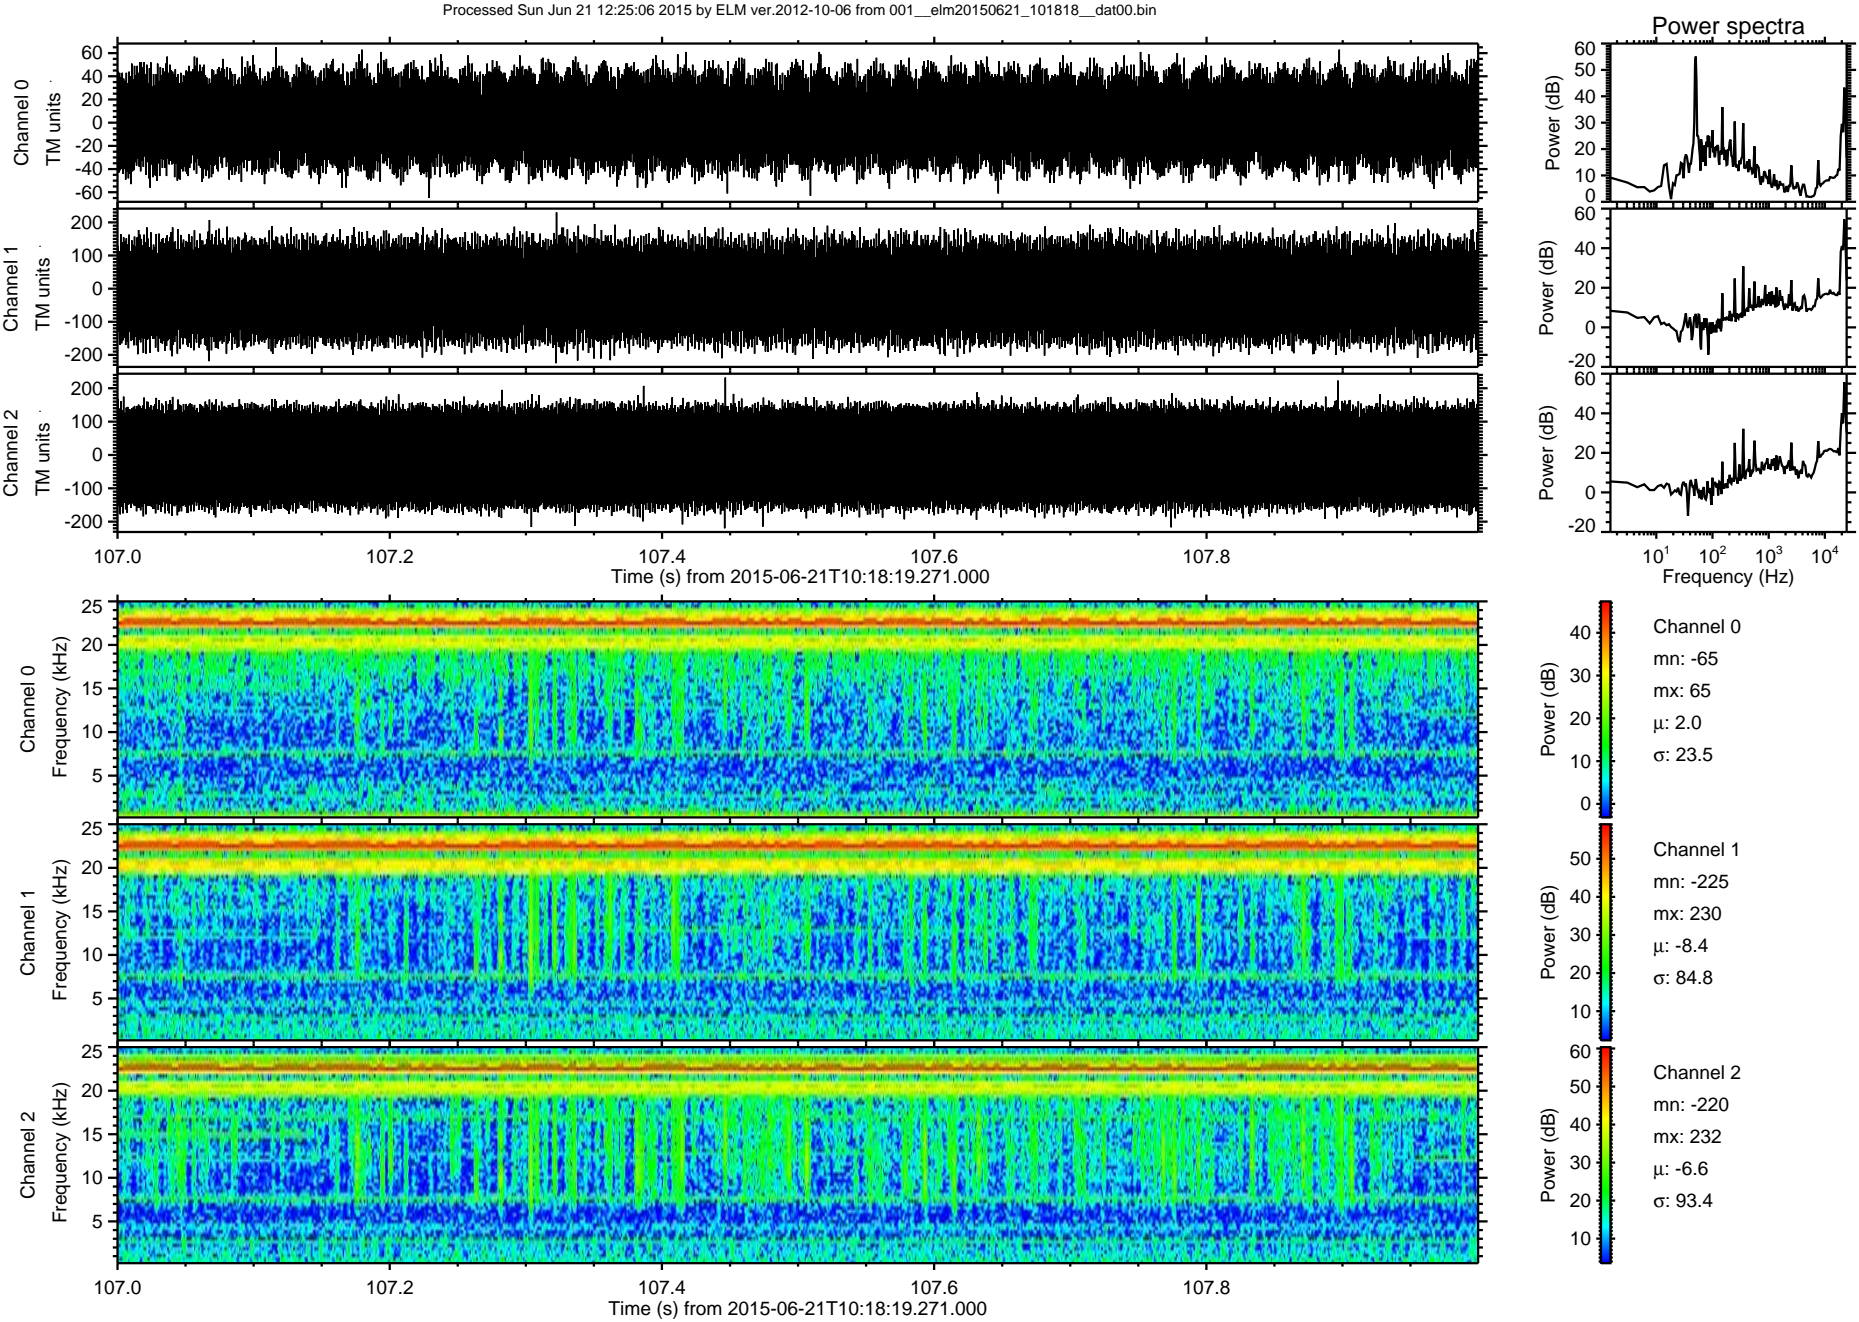 Processed Sun Jun 21 12:25:06 2015 by ELM ver.2012-10-06 from 001__elm20150621_101818__dat00.bin
Power spectra
Channel 0
TM units
60
40
20
0
-20
-40
-60
Power (dB)
60
50
40
30
20
10
0
Channel 1
TM units
200
100
0
-100
-200
Power (dB)
60
40
20
0
-20
Channel 2
TM units
200
100
0
-100
-200
Power (dB)
60
40
20
0
-20
107.0 107.2 107.4 107.6 107.8
Time (s) from 2015-06-21T10:18:19.271.000
10^1 10^2 10^3 10^4
Frequency (Hz)
Channel 0
Frequency (kHz)
25
20
15
10
5
Power (dB)
40
30
20
10
0
Channel 0
mn: -65
mx: 65
μ: 2.0
σ: 23.5
Channel 1
Frequency (kHz)
25
20
15
10
5
Power (dB)
50
40
30
20
10
Channel 1
mn: -225
mx: 230
μ: -8.4
σ: 84.8
Channel 2
Frequency (kHz)
25
20
15
10
5
Power (dB)
60
50
40
30
20
10
Channel 2
mn: -220
mx: 232
μ: -6.6
σ: 93.4
107.0 107.2 107.4 107.6 107.8
Time (s) from 2015-06-21T10:18:19.271.000